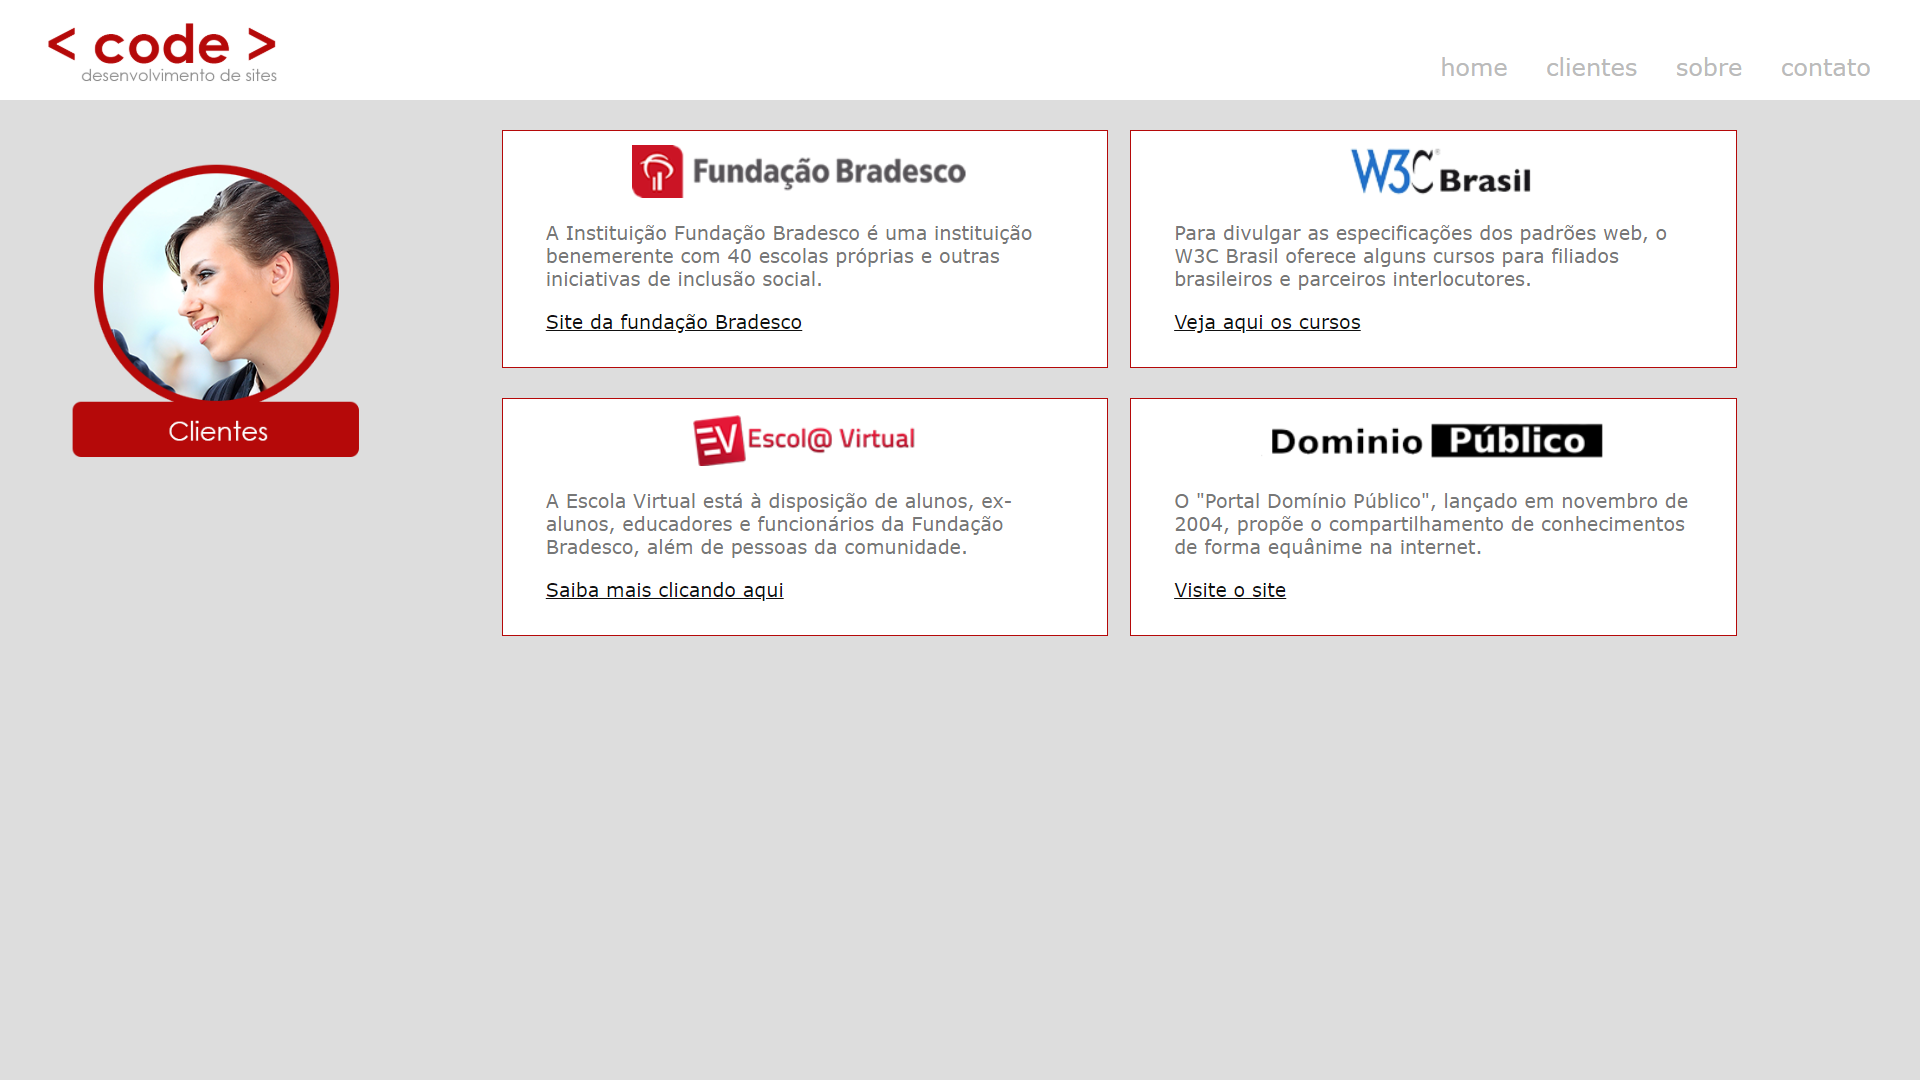 < code >
desenvolvimento de sites
home clientes sobre contato
Clientes
Fundação Bradesco
A Instituição Fundação Bradesco é uma instituição
benemerente com 40 escolas próprias e outras
iniciativas de inclusão social.
Site da fundação Bradesco
W3C Brasil
Para divulgar as especificações dos padrões web, o
W3C Brasil oferece alguns cursos para filiados
brasileiros e parceiros interlocutores.
Veja aqui os cursos
EV Escol@ Virtual
A Escola Virtual está à disposição de alunos, ex-
alunos, educadores e funcionários da Fundação
Bradesco, além de pessoas da comunidade.
Saiba mais clicando aqui
Dominio Público
O "Portal Domínio Público", lançado em novembro de
2004, propõe o compartilhamento de conhecimentos
de forma equânime na internet.
Visite o site